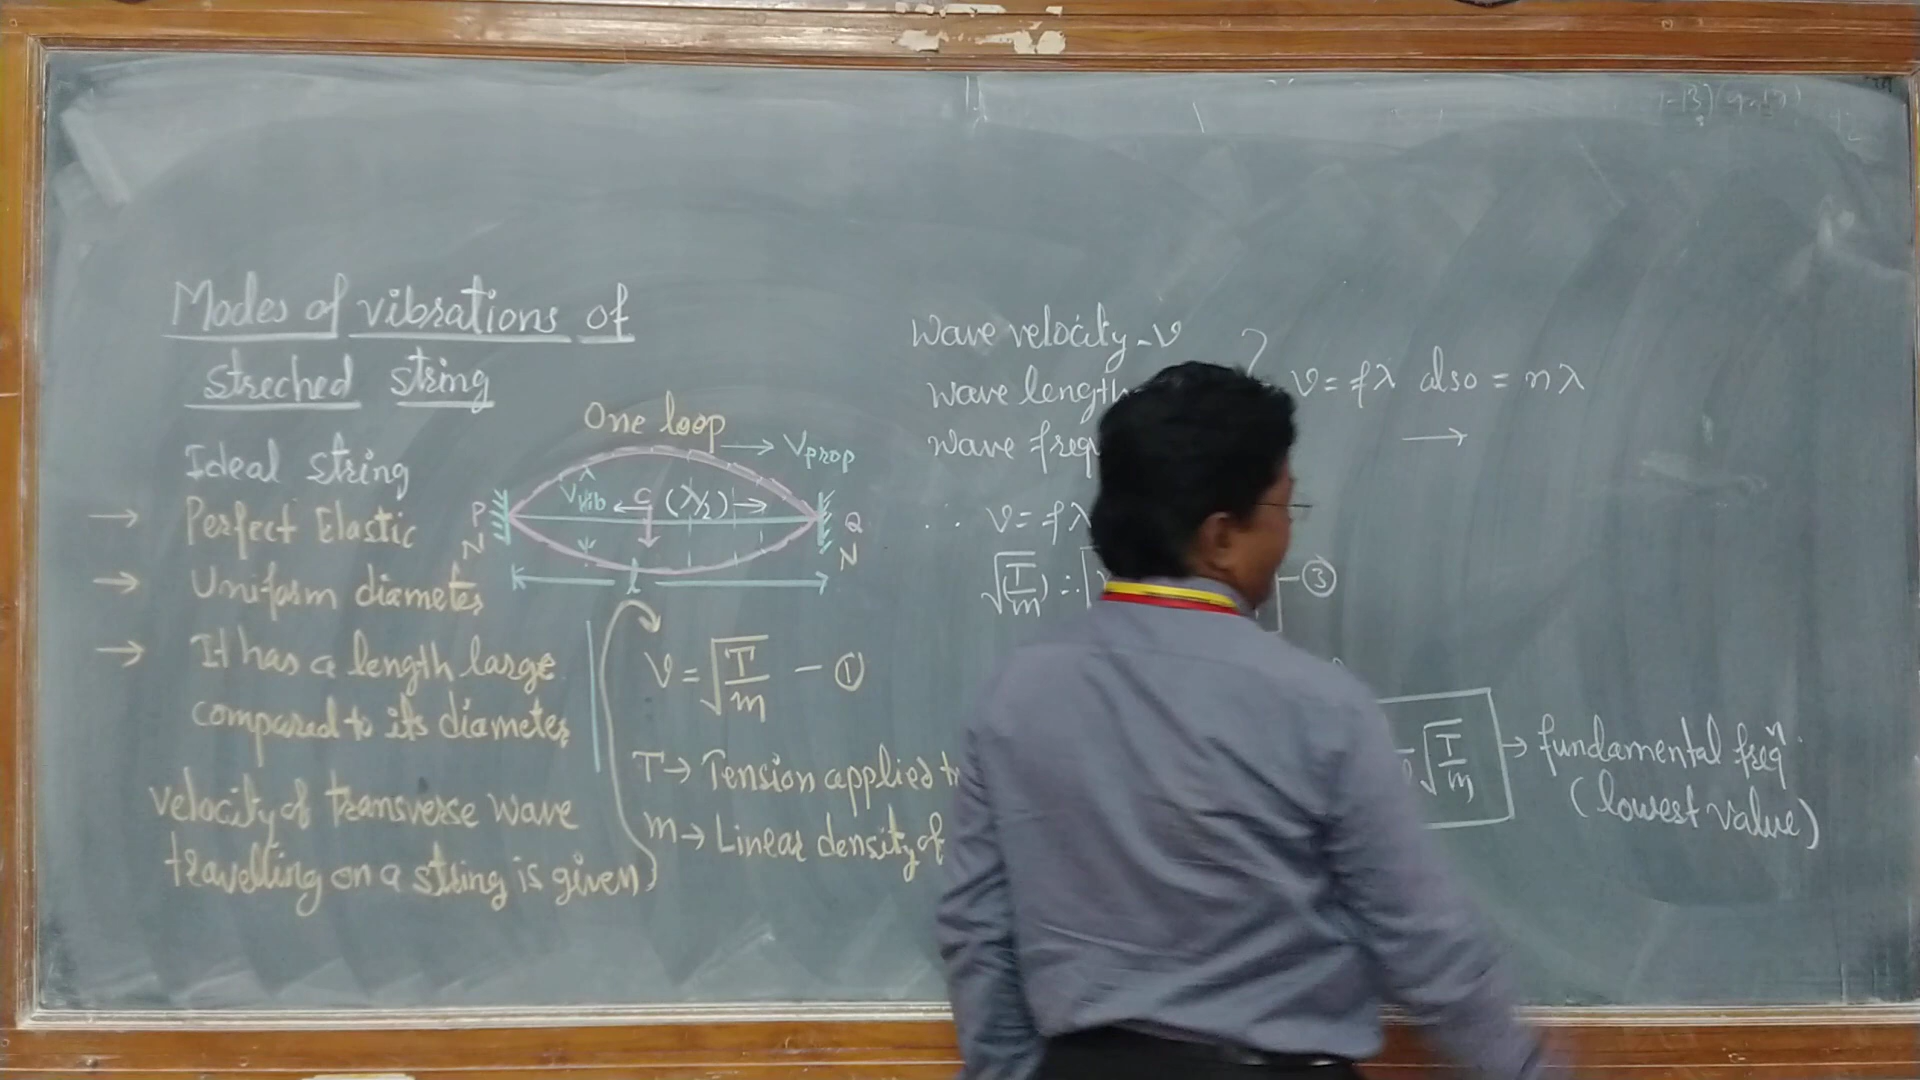 Modes of vibrations of
streched string
Ideal string
→ Perfect Elastic
→ Uniform diameter
→ It has a length large
compared to its diameter
velocity of transverse wave
travelling on a string is given
One loop → Vprop
Vvib C (λ/2)
P Q
N N
l
V = √T/m – ①
T → Tension applied
m → Linear density of
Wave velocity - v
Wave length
Wave freq
v = fλ also = nλ
∴ v = fλ
√(T/m)
– ③
√T/m → fundamental freqⁿ
(lowest value)